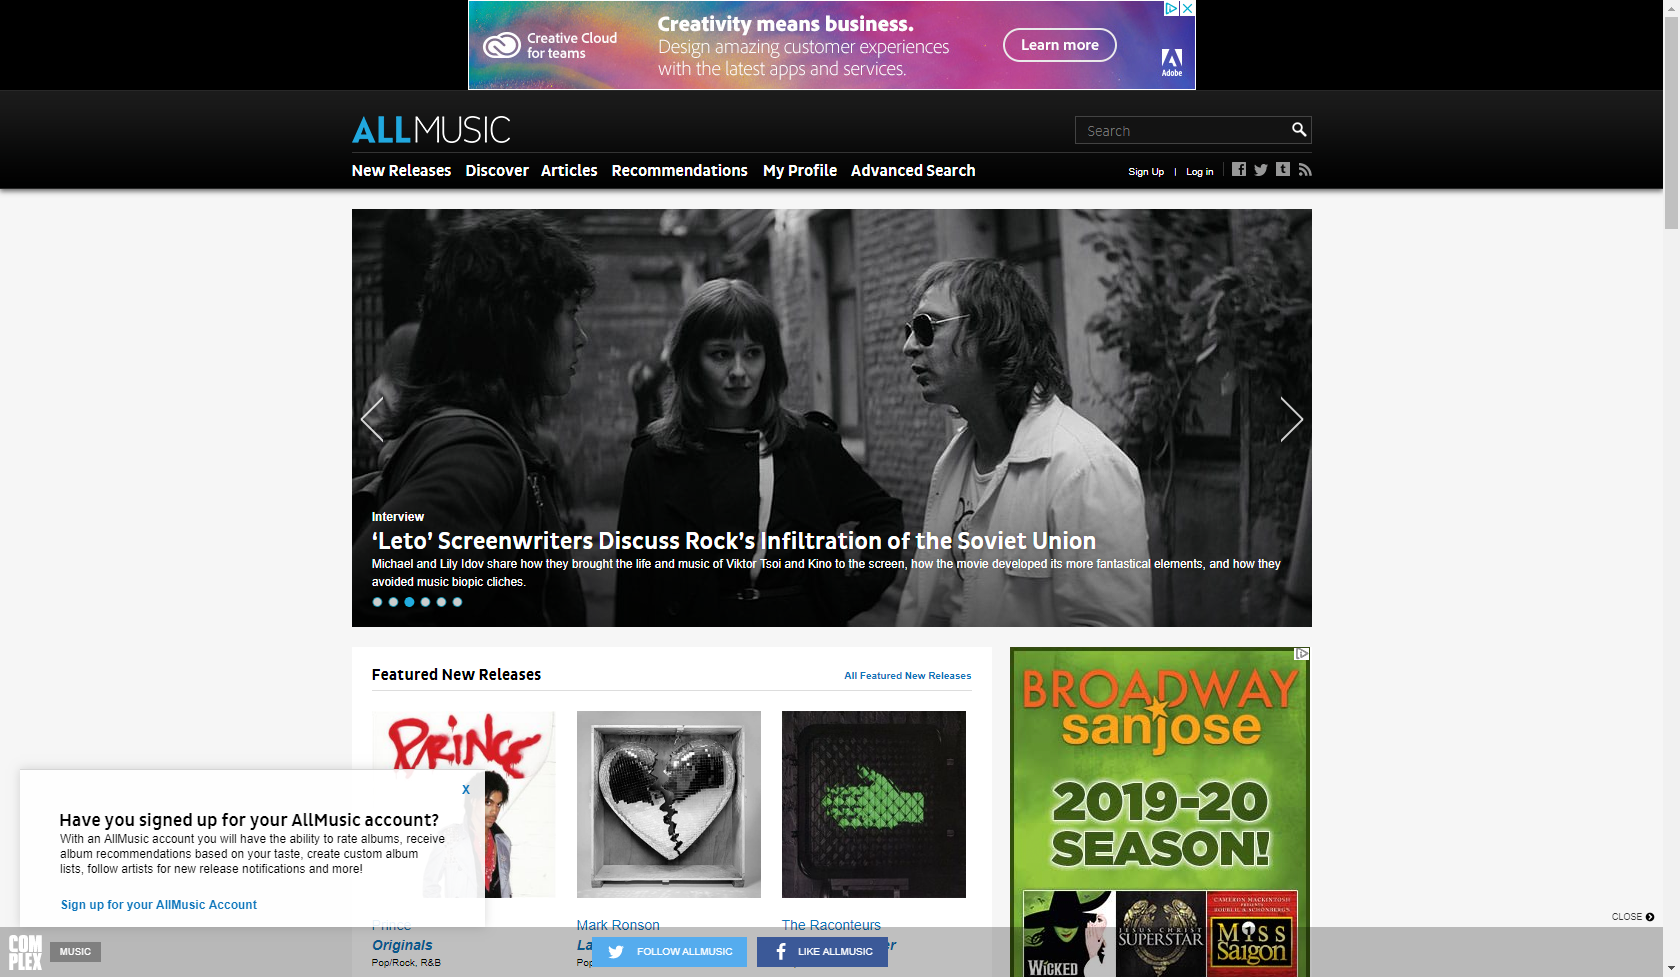 Creative Cloud
for teams
Creativity means business.
Design amazing customer experiences
with the latest apps and services.
Learn more
Adobe
ALLMUSIC
Search
New Releases Discover Articles Recommendations My Profile Advanced Search
Sign Up | Log in
Interview
‘Leto’ Screenwriters Discuss Rock’s Infiltration of the Soviet Union
Michael and Lily Idov share how they brought the life and music of Viktor Tsoi and Kino to the screen, how the movie developed its more fantastical elements, and how they
avoided music biopic cliches.
Featured New Releases
All Featured New Releases
PRINCE
X
Have you signed up for your AllMusic account?
With an AllMusic account you will have the ability to rate albums, receive
album recommendations based on your taste, create custom album
lists, follow artists for new release notifications and more!
Sign up for your AllMusic Account
Prince
Originals
Pop/Rock, R&B
Mark Ronson
The Raconteurs
BROADWAY
sanjose
2019-20
SEASON!
WICKED
JESUS CHRIST
SUPERSTAR
CAMERON MACKINTOSH
PRESENTS
BOUBLIL & SCHÖNBERG'S
MISS
SAIGON
CLOSE
COM
PLEX
MUSIC
FOLLOW ALLMUSIC
LIKE ALLMUSIC